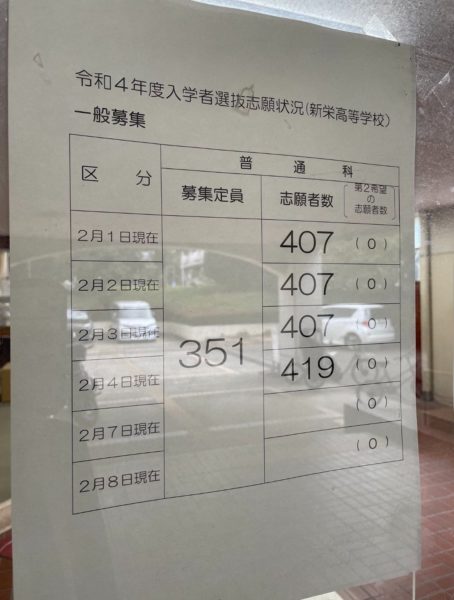 令和4年度入学者選抜志願状況(新栄高等学校)
一般募集
区 分 普 通 科
募集定員 志願者数 〔第2希望の志願者数〕
2月1日現在 351 407 (0)
2月2日現在 407 (0)
2月3日現在 407 (0)
2月4日現在 419 (0)
2月7日現在 (0)
2月8日現在 (0)